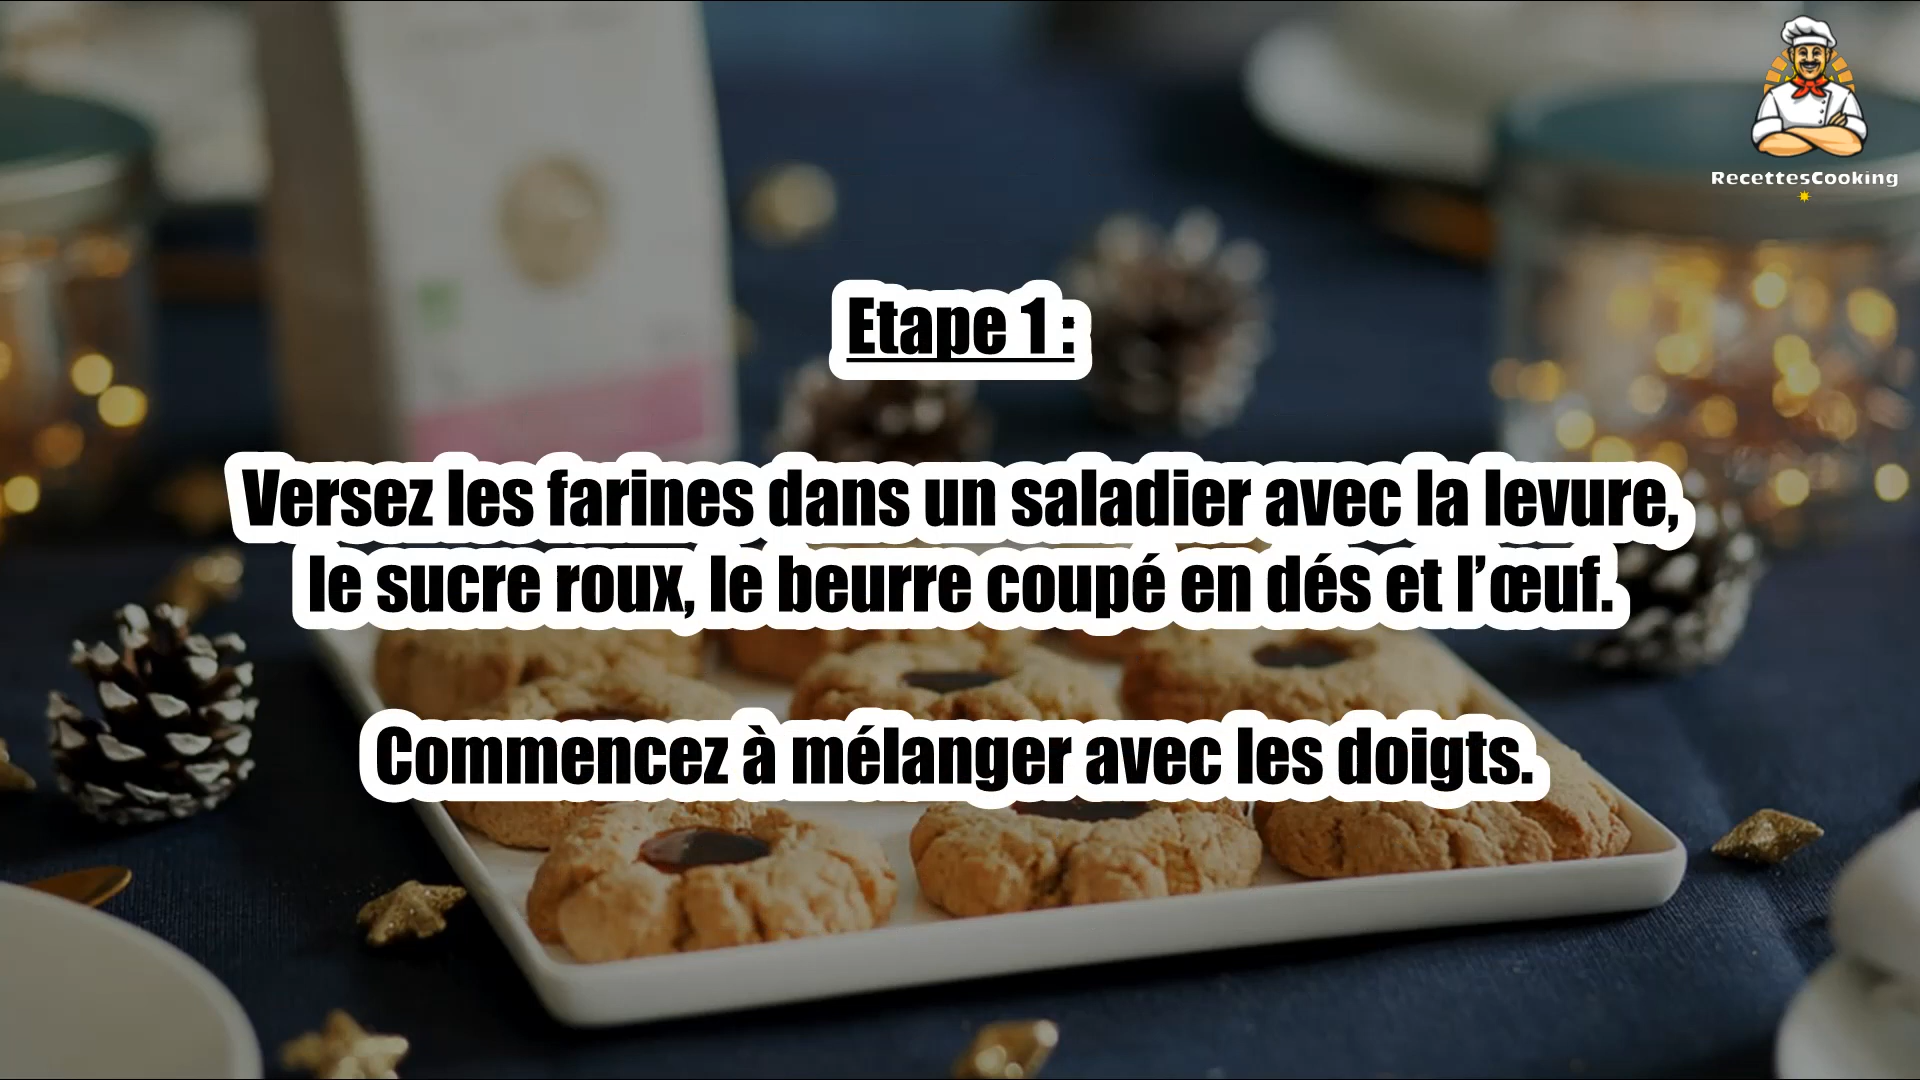 RecettesCooking
Etape 1 :
Versez les farines dans un saladier avec la levure,
le sucre roux, le beurre coupé en dés et l’œuf.
Commencez à mélanger avec les doigts.